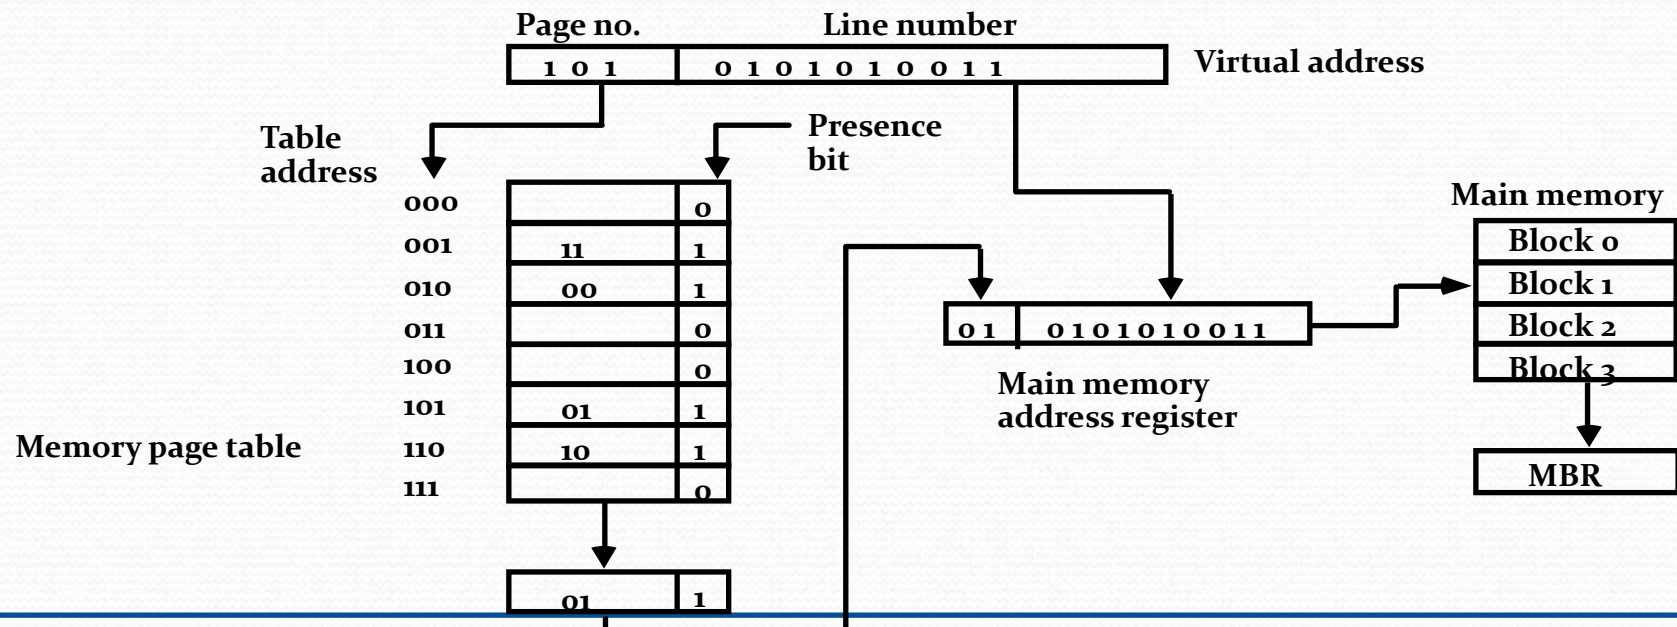 Page no.
Line number
1 0 1
0 1 0 1 0 1 0 0 1 1
Virtual address
Table
address
Presence
bit
000
0
001
11
1
010
00
1
011
0
100
0
101
01
1
Memory page table
110
10
1
111
0
01
1
0 1
0 1 0 1 0 1 0 0 1 1
Main memory
address register
Main memory
Block 0
Block 1
Block 2
Block 3
MBR